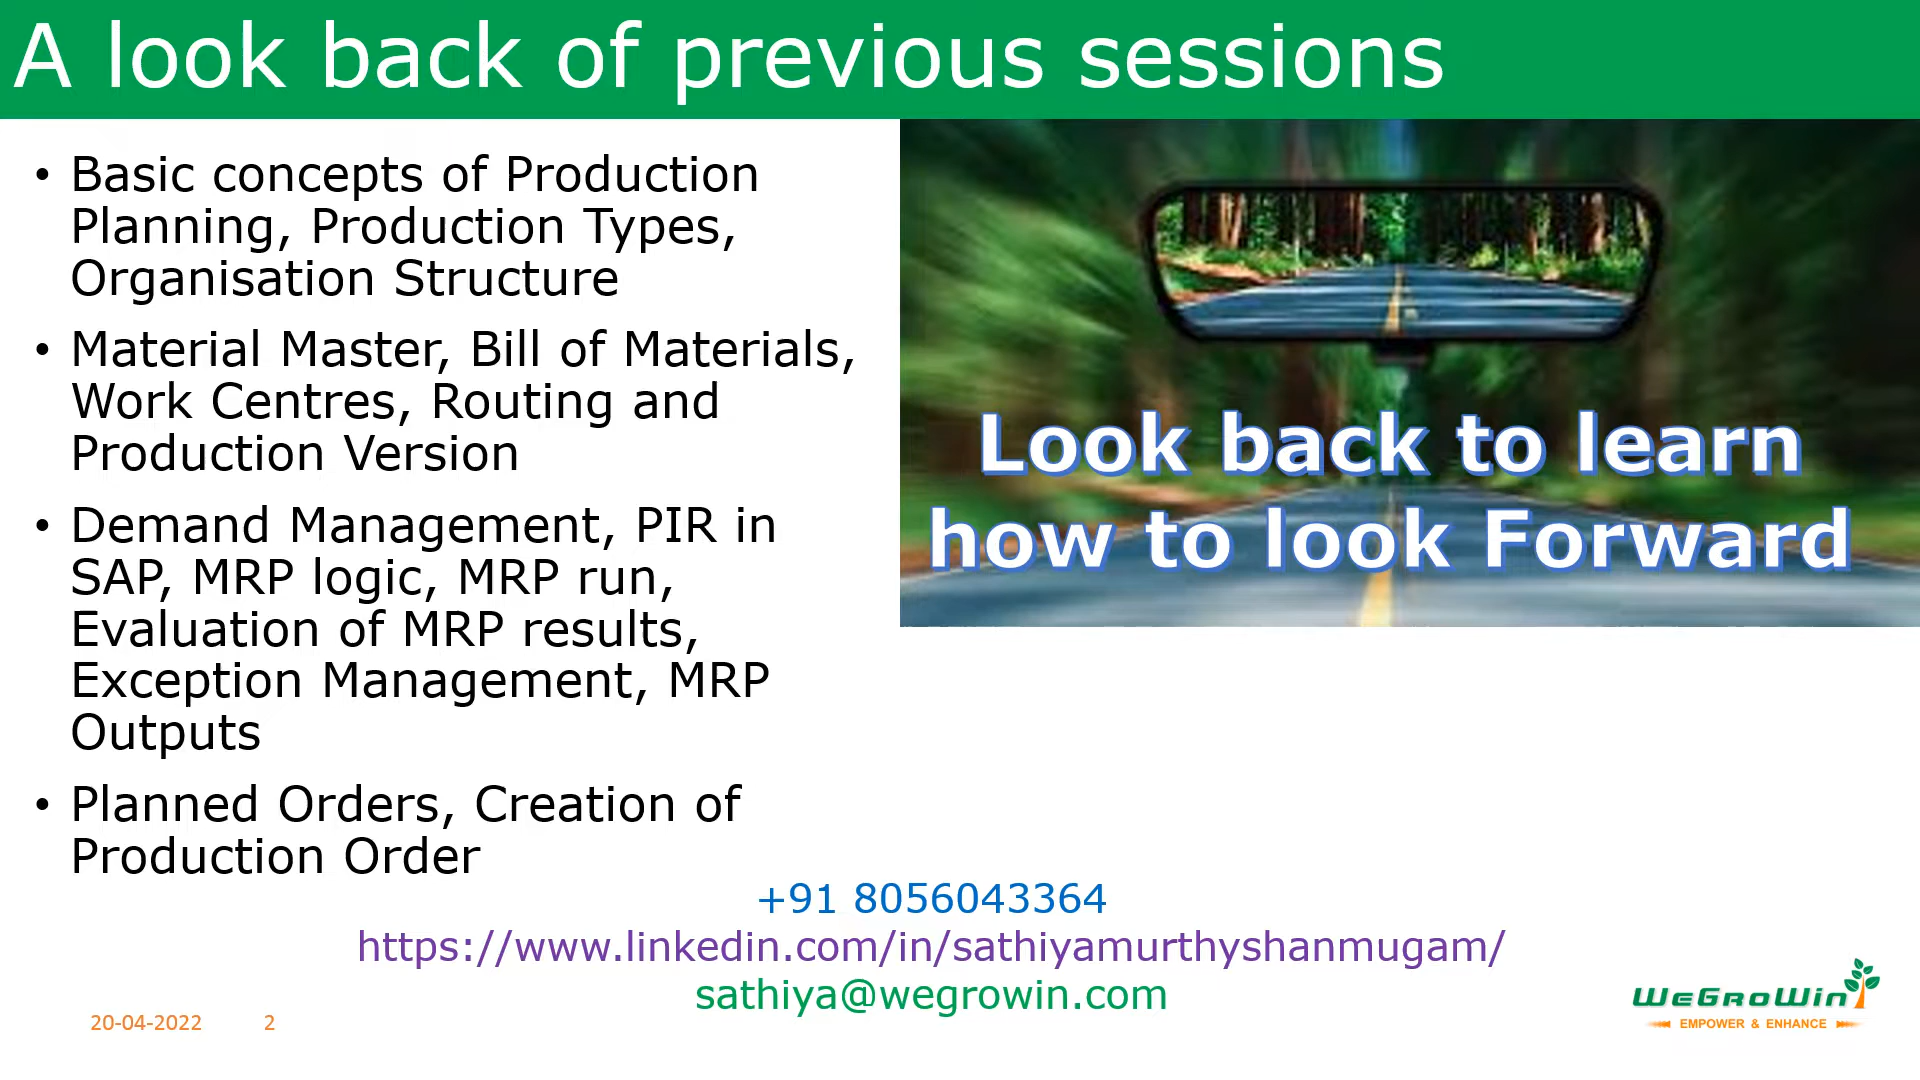 A look back of previous sessions
• Basic concepts of Production
Planning, Production Types,
Organisation Structure
• Material Master, Bill of Materials,
Work Centres, Routing and
Production Version
• Demand Management, PIR in
SAP, MRP logic, MRP run,
Evaluation of MRP results,
Exception Management, MRP
Outputs
• Planned Orders, Creation of
Production Order
Look back to learn
how to look Forward
+91 8056043364
https://www.linkedin.com/in/sathiyamurthyshanmugam/
sathiya@wegrowin.com
20-04-2022 2
WeGroWin
EMPOWER & ENHANCE